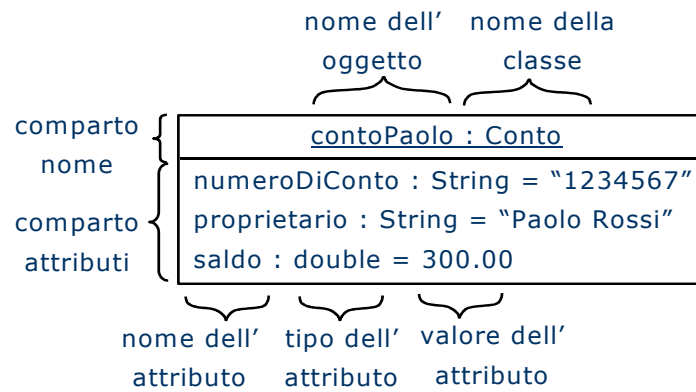 nome dell’ nome della
oggetto classe
comparto
nome
contoPaolo : Conto
comparto
attributi
numeroDiConto : String = “1234567”
proprietario : String = “Paolo Rossi”
saldo : double = 300.00
nome dell’ tipo dell’ valore dell’
attributo attributo attributo